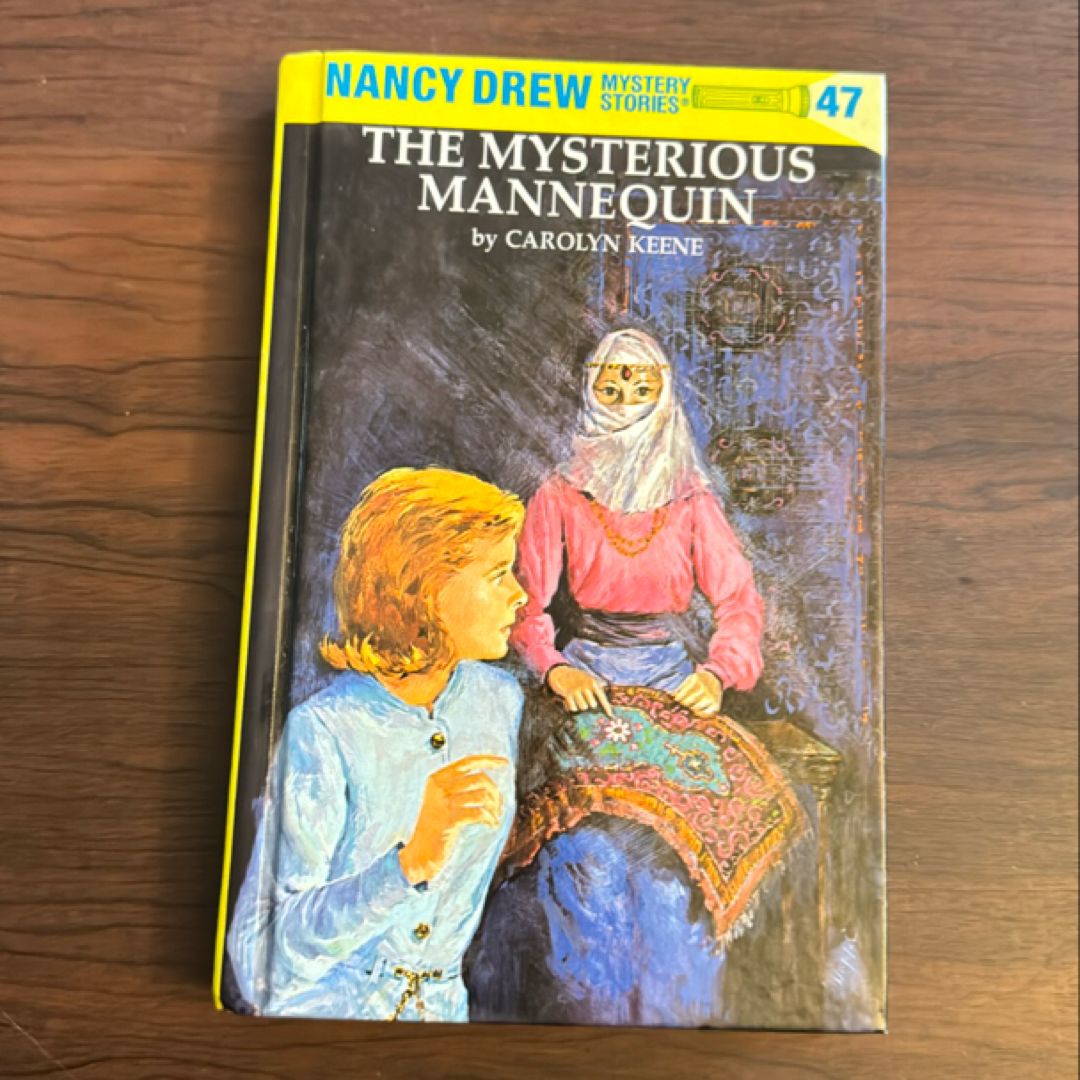 NANCY DREW MYSTERY STORIES® 47
THE MYSTERIOUS
MANNEQUIN
by CAROLYN KEENE